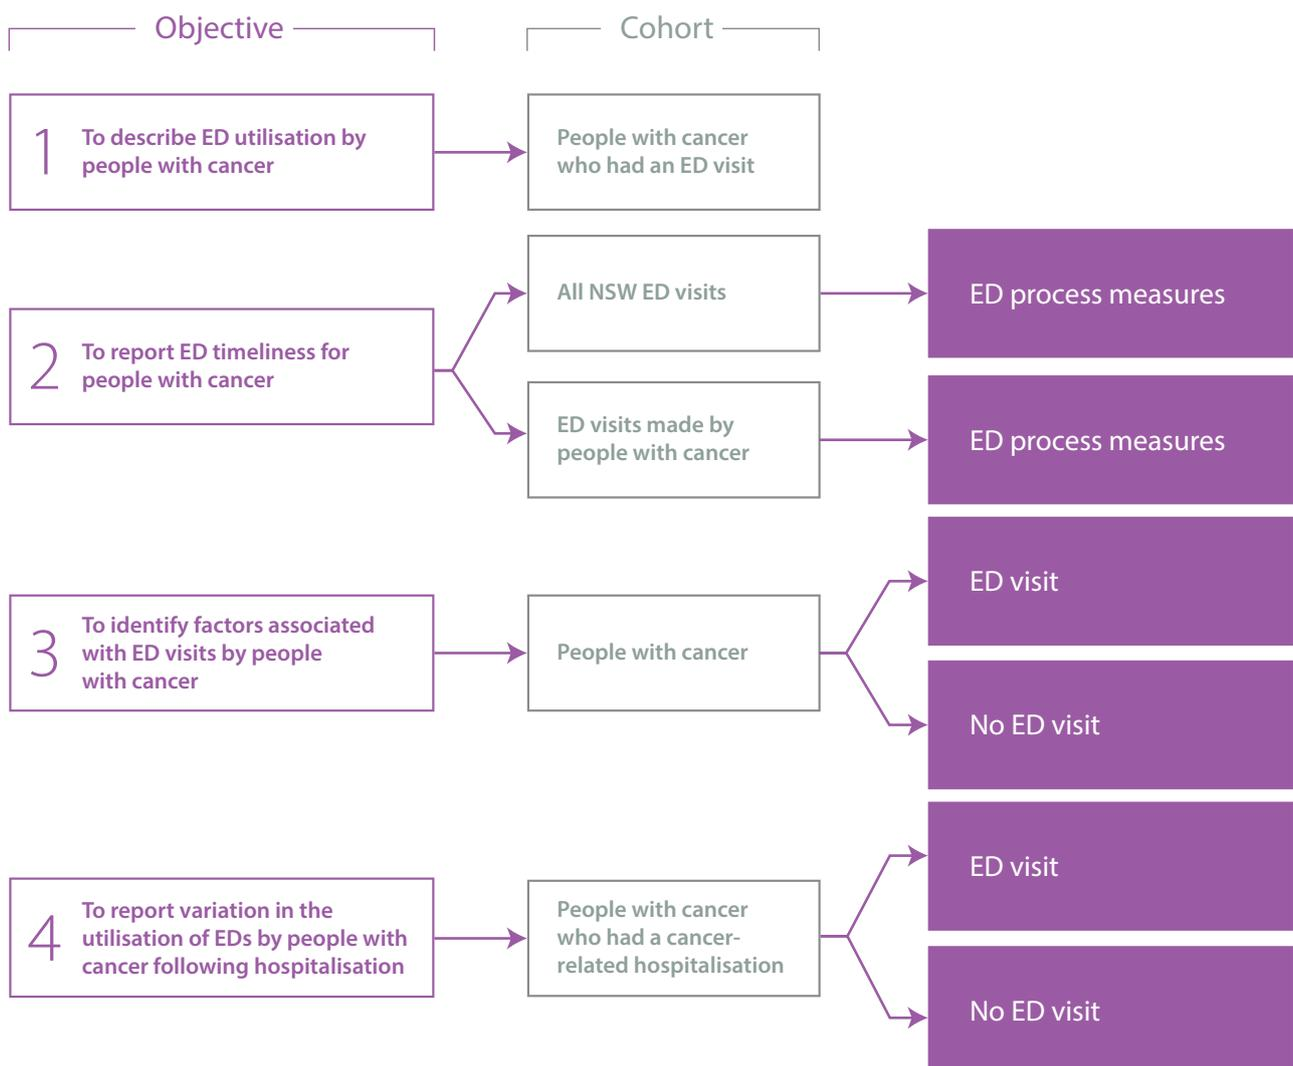 Objective
Cohort
1
To describe ED utilisation by
people with cancer
People with cancer
who had an ED visit
2
To report ED timeliness for
people with cancer
All NSW ED visits
ED process measures
ED visits made by
people with cancer
ED process measures
3
To identify factors associated
with ED visits by people
with cancer
People with cancer
ED visit
No ED visit
4
To report variation in the
utilisation of EDs by people with
cancer following hospitalisation
People with cancer
who had a cancer-
related hospitalisation
ED visit
No ED visit